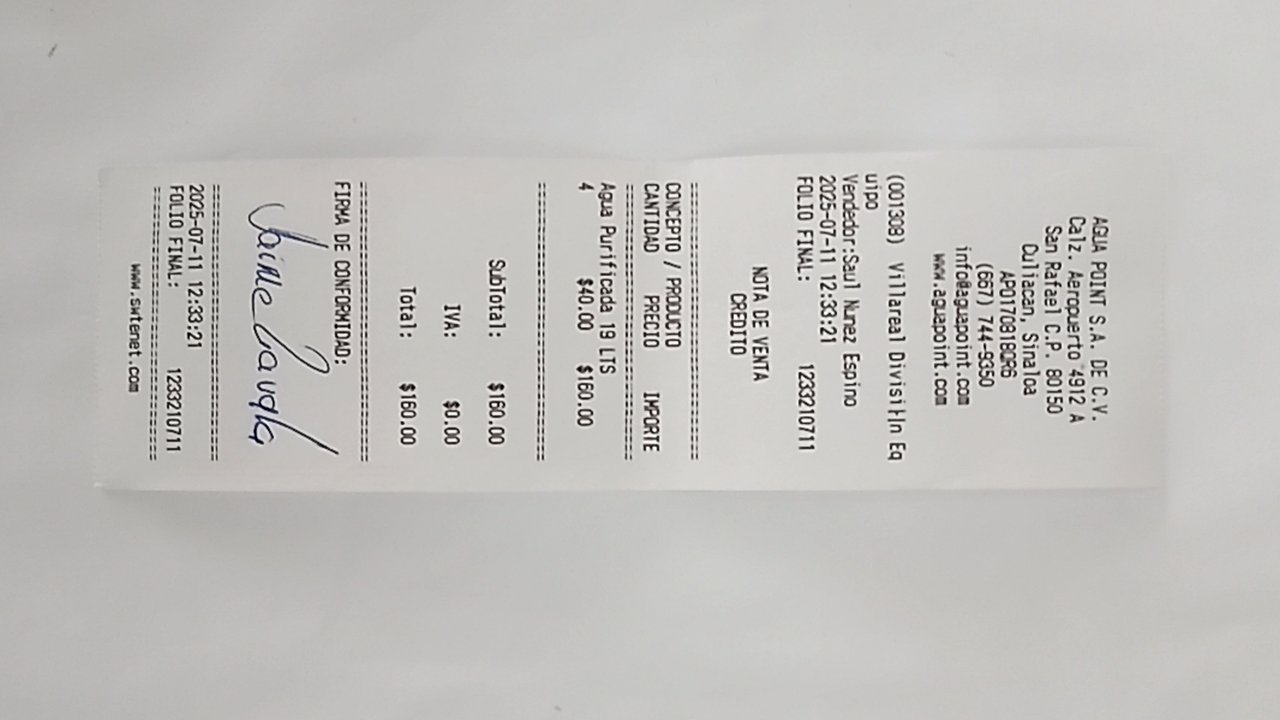 AGUA POINT S.A. DE C.V.
Calz. Aeropuerto 4912 A
San Rafael C.P. 80150
Culiacan, Sinaloa
APO170818QR6
(667) 744-9350
info@aguapoint.com
www.aguapoint.com
(001308) Villareal Divisi├│n Eq
uipo
Vendedor:Saul Nunez Espino
2025-07-11 12:33:21
FOLIO FINAL: 1233210711
NOTA DE VENTA
CREDITO
================================
CONCEPTO / PRODUCTO
CANTIDAD PRECIO IMPORTE
================================
Agua Purificada 19 LTS
4 $40.00 $160.00
================================
SubTotal: $160.00
IVA: $0.00
Total: $160.00
================================
FIRMA DE CONFORMIDAD:
Jaime Zavala
================================
2025-07-11 12:33:21
FOLIO FINAL: 1233210711
================================
www.swtenet.com